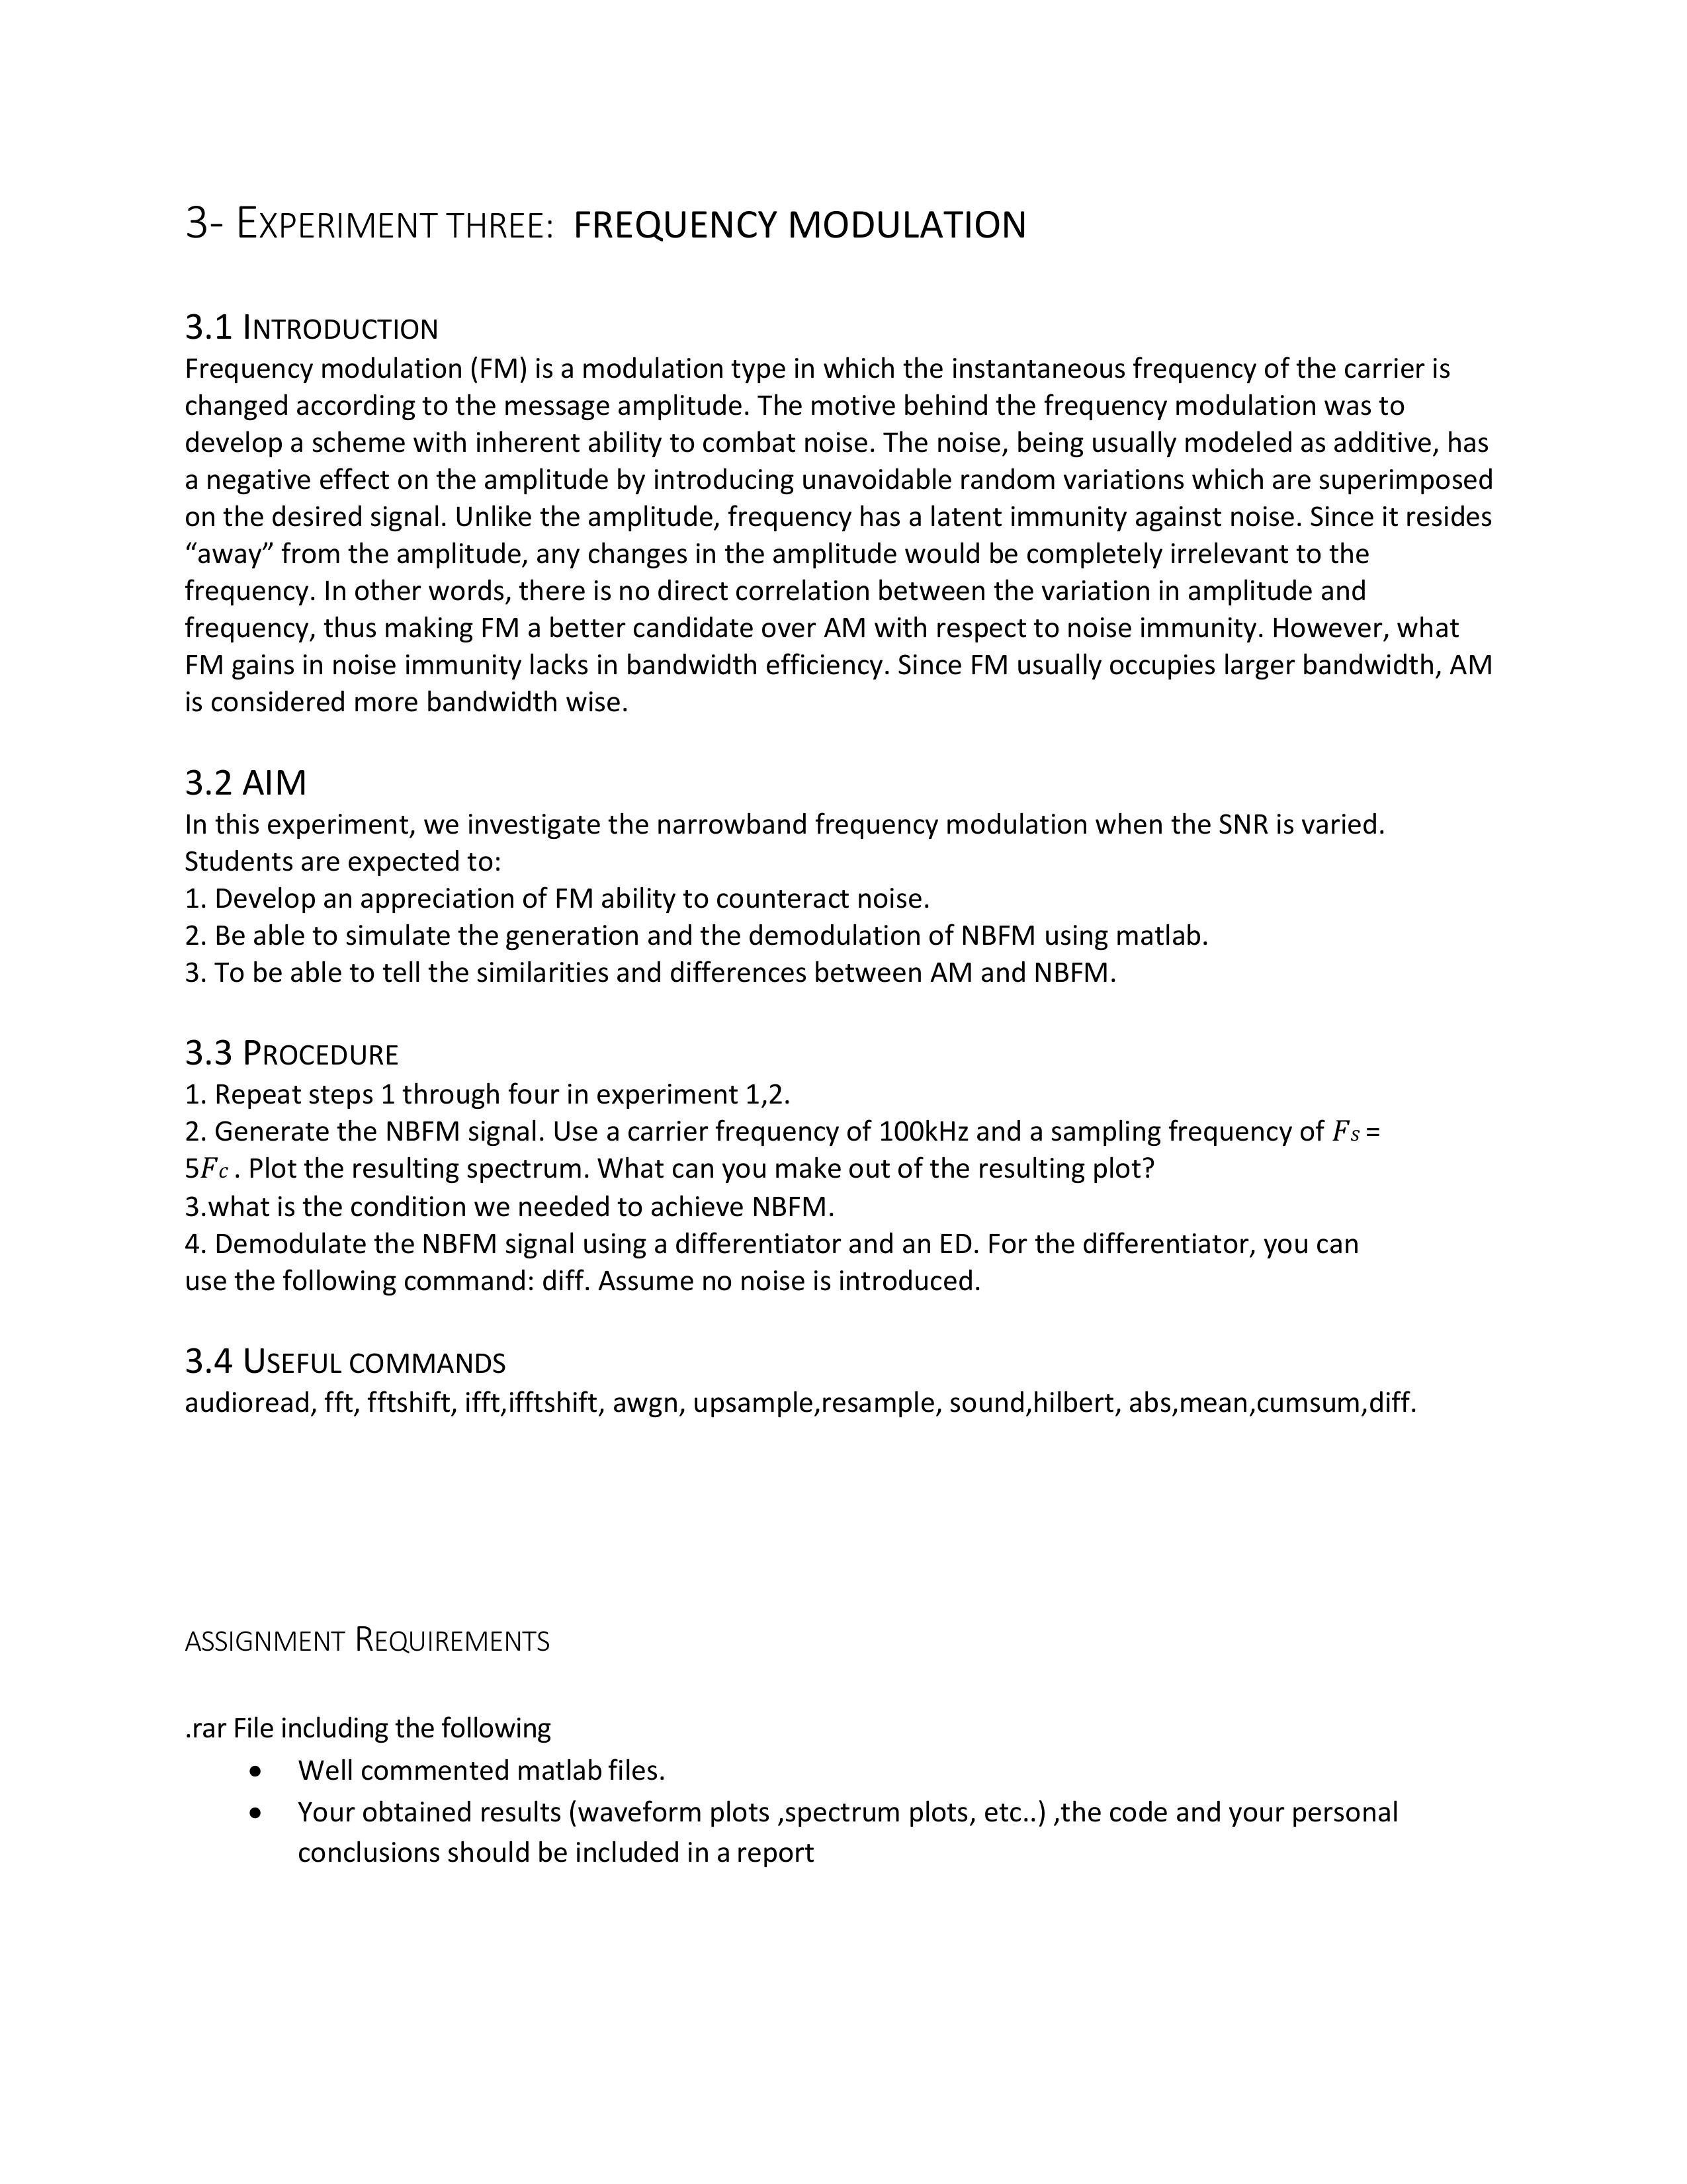 3- EXPERIMENT THREE: FREQUENCY MODULATION
3.1 INTRODUCTION
Frequency modulation (FM) is a modulation type in which the instantaneous frequency of the carrier is
changed according to the message amplitude. The motive behind the frequency modulation was to
develop a scheme with inherent ability to combat noise. The noise, being usually modeled as additive, has
a negative effect on the amplitude by introducing unavoidable random variations which are superimposed
on the desired signal. Unlike the amplitude, frequency has a latent immunity against noise. Since it resides
“away” from the amplitude, any changes in the amplitude would be completely irrelevant to the
frequency. In other words, there is no direct correlation between the variation in amplitude and
frequency, thus making FM a better candidate over AM with respect to noise immunity. However, what
FM gains in noise immunity lacks in bandwidth efficiency. Since FM usually occupies larger bandwidth, AM
is considered more bandwidth wise.
3.2 AIM
In this experiment, we investigate the narrowband frequency modulation when the SNR is varied.
Students are expected to:
1. Develop an appreciation of FM ability to counteract noise.
2. Be able to simulate the generation and the demodulation of NBFM using matlab.
3. To be able to tell the similarities and differences between AM and NBFM.
3.3 PROCEDURE
1. Repeat steps 1 through four in experiment 1,2.
2. Generate the NBFM signal. Use a carrier frequency of 100kHz and a sampling frequency of Fs =
5Fc . Plot the resulting spectrum. What can you make out of the resulting plot?
3.what is the condition we needed to achieve NBFM.
4. Demodulate the NBFM signal using a differentiator and an ED. For the differentiator, you can
use the following command: diff. Assume no noise is introduced.
3.4 USEFUL COMMANDS
audioread, fft, fftshift, ifft,ifftshift, awgn, upsample,resample, sound,hilbert, abs,mean,cumsum,diff.
ASSIGNMENT REQUIREMENTS
.rar File including the following
• Well commented matlab files.
• Your obtained results (waveform plots ,spectrum plots, etc..) ,the code and your personal
conclusions should be included in a report